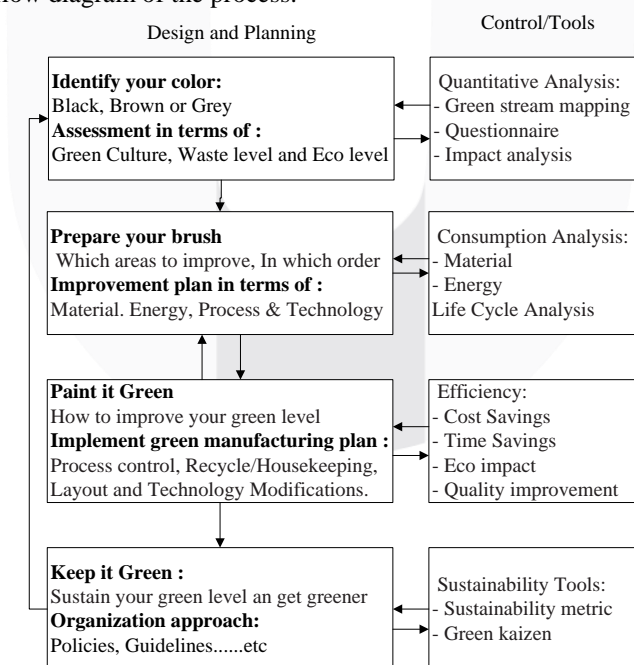 low diagram of the process.
Design and Planning
Control/Tools
Identify your color:
Black, Brown or Grey
Assessment in terms of :
Green Culture, Waste level and Eco level
Quantitative Analysis:
- Green stream mapping
- Questionnaire
- Impact analysis
Prepare your brush
Which areas to improve, In which order
Improvement plan in terms of :
Material. Energy, Process & Technology
Consumption Analysis:
- Material
- Energy
Life Cycle Analysis
Paint it Green
How to improve your green level
Implement green manufacturing plan :
Process control, Recycle/Housekeeping,
Layout and Technology Modifications.
Efficiency:
- Cost Savings
- Time Savings
- Eco impact
- Quality improvement
Keep it Green :
Sustain your green level an get greener
Organization approach:
Policies, Guidelines......etc
Sustainability Tools:
- Sustainability metric
- Green kaizen